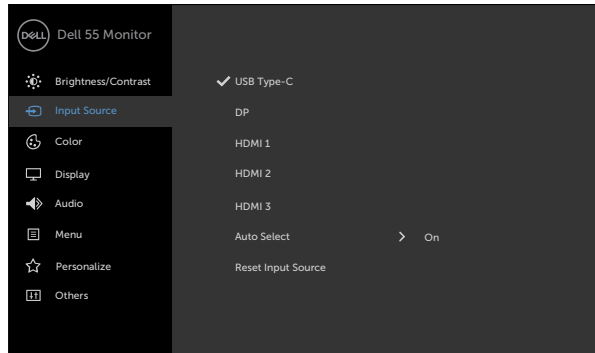 DELL Dell 55 Monitor
Brightness/Contrast
Input Source
Color
Display
Audio
Menu
Personalize
Others
USB Type-C
DP
HDMI 1
HDMI 2
HDMI 3
Auto Select > On
Reset Input Source